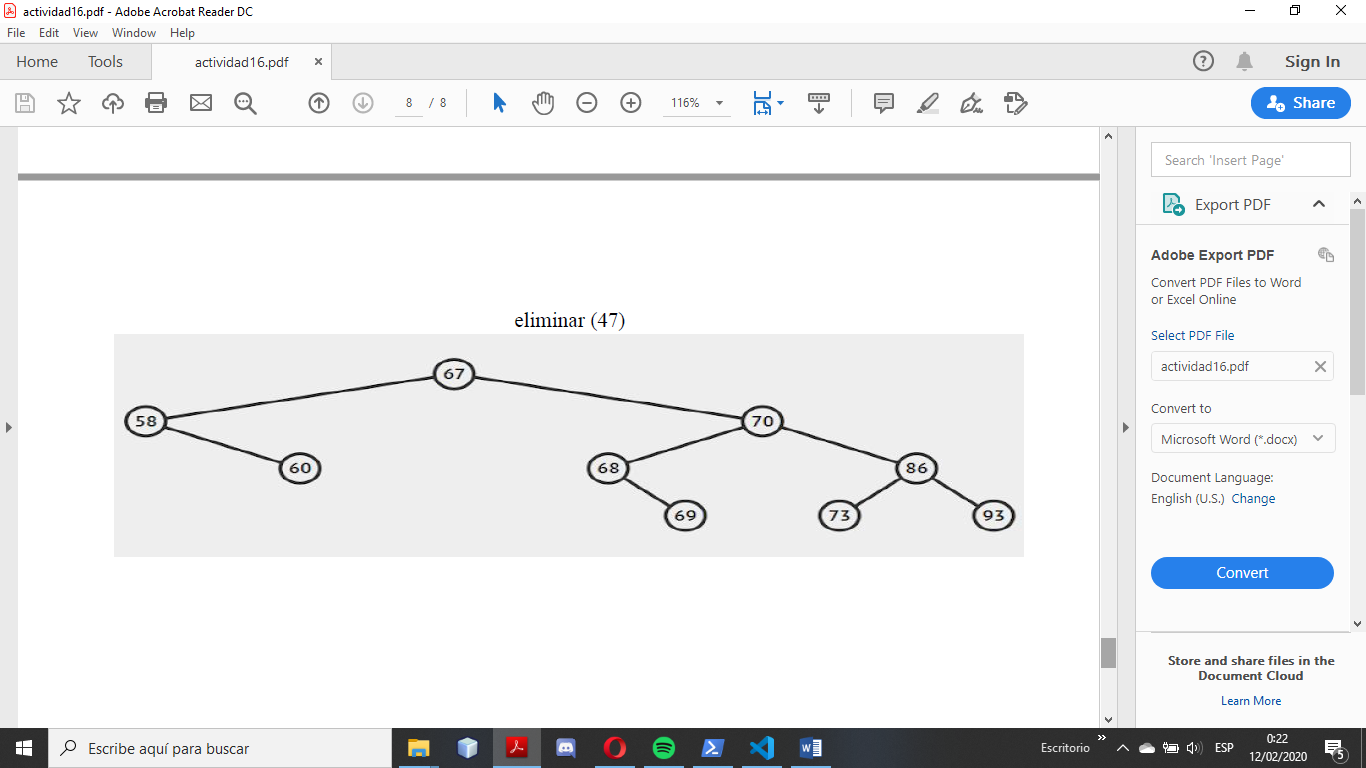 actividad16.pdf - Adobe Acrobat Reader DC
File Edit View Window Help
Home Tools actividad16.pdf × Sign In
8 / 8 116% Share
Search 'Insert Page'
Export PDF
Adobe Export PDF
Convert PDF Files to Word
or Excel Online
Select PDF File
actividad16.pdf
Convert to
Microsoft Word (*.docx)
Document Language:
English (U.S.) Change
Convert
Store and share files in the
Document Cloud
Learn More
eliminar (47)
67
58 70
60 68 86
69 73 93
Escribe aquí para buscar
Escritorio ESP
0:22
12/02/2020
5